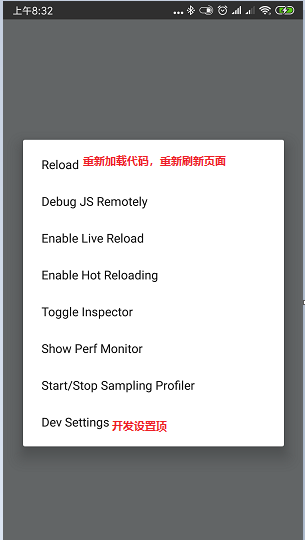 上午8:32
Reload 重新加载代码，重新刷新页面
Debug JS Remotely
Enable Live Reload
Enable Hot Reloading
Toggle Inspector
Show Perf Monitor
Start/Stop Sampling Profiler
Dev Settings 开发设置顶